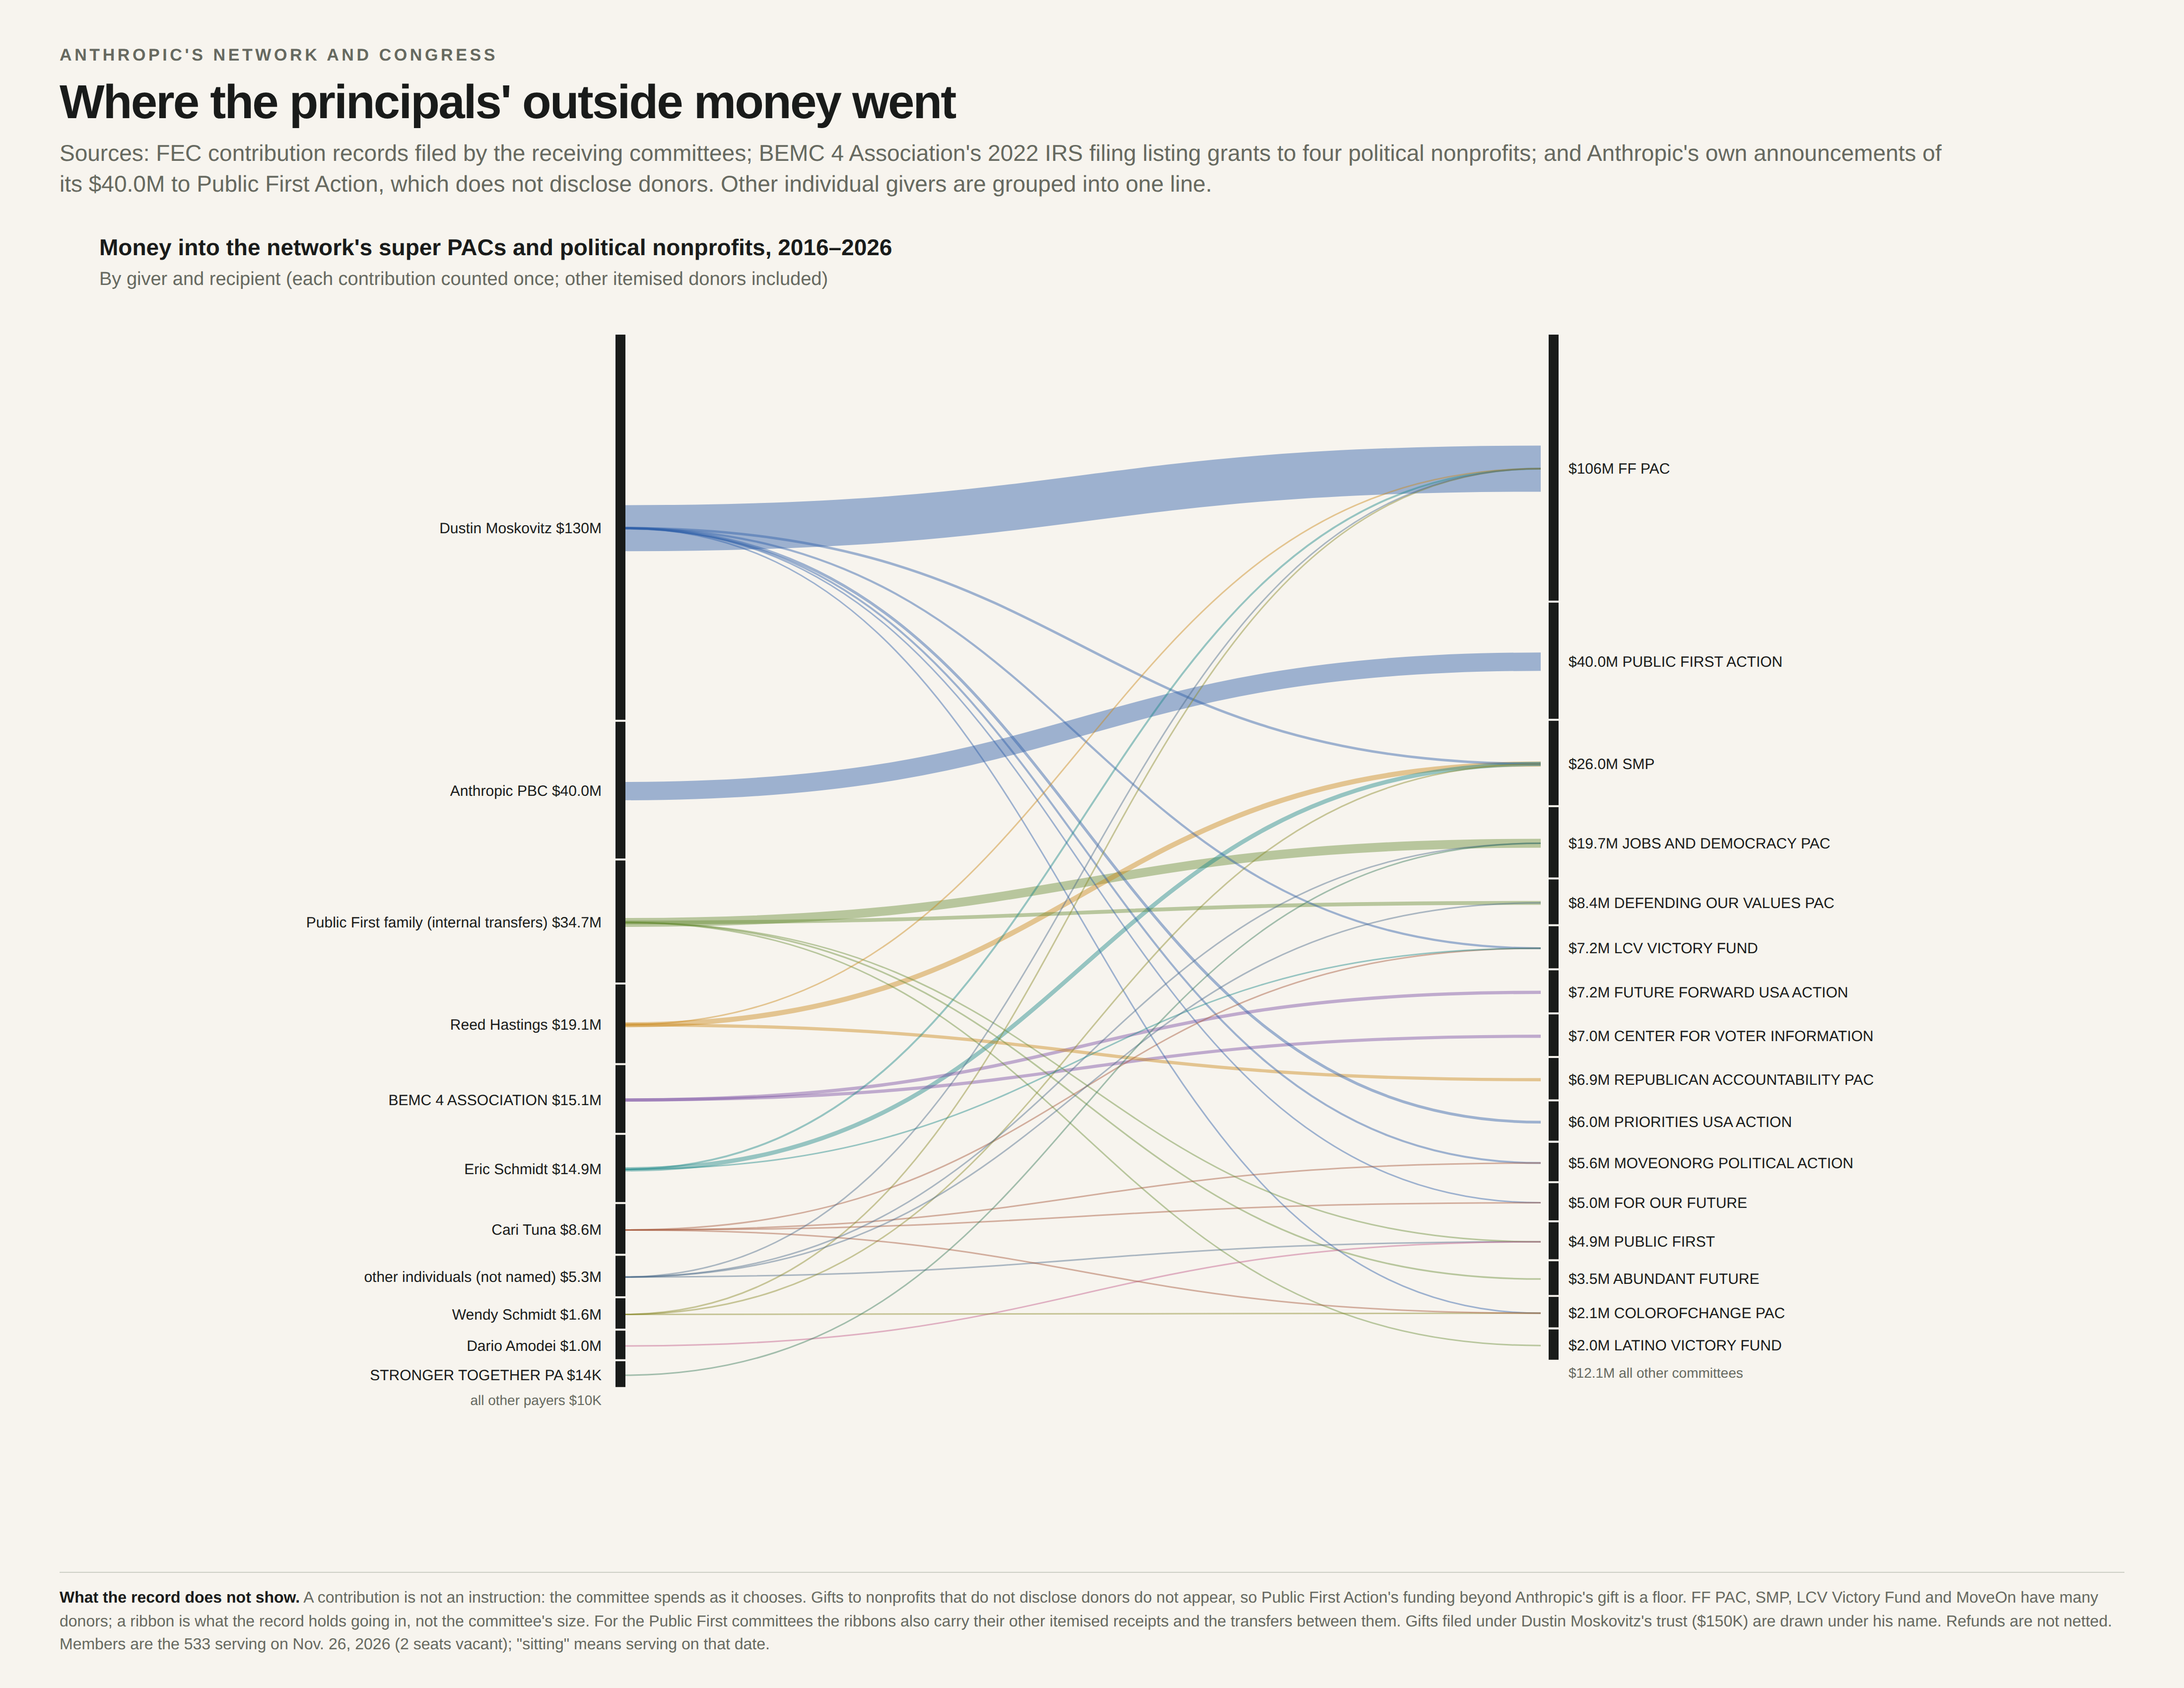 ANTHROPIC'S NETWORK AND CONGRESS
Where the principals' outside money went
Sources: FEC contribution records filed by the receiving committees; BEMC 4 Association's 2022 IRS filing listing grants to four political nonprofits; and Anthropic's own announcements of
its $40.0M to Public First Action, which does not disclose donors. Other individual givers are grouped into one line.
Money into the network's super PACs and political nonprofits, 2016–2026
By giver and recipient (each contribution counted once; other itemised donors included)
Dustin Moskovitz $130M
Anthropic PBC $40.0M
Public First family (internal transfers) $34.7M
Reed Hastings $19.1M
BEMC 4 ASSOCIATION $15.1M
Eric Schmidt $14.9M
Cari Tuna $8.6M
other individuals (not named) $5.3M
Wendy Schmidt $1.6M
Dario Amodei $1.0M
STRONGER TOGETHER PA $14K
all other payers $10K
$106M FF PAC
$40.0M PUBLIC FIRST ACTION
$26.0M SMP
$19.7M JOBS AND DEMOCRACY PAC
$8.4M DEFENDING OUR VALUES PAC
$7.2M LCV VICTORY FUND
$7.2M FUTURE FORWARD USA ACTION
$7.0M CENTER FOR VOTER INFORMATION
$6.9M REPUBLICAN ACCOUNTABILITY PAC
$6.0M PRIORITIES USA ACTION
$5.6M MOVEONORG POLITICAL ACTION
$5.0M FOR OUR FUTURE
$4.9M PUBLIC FIRST
$3.5M ABUNDANT FUTURE
$2.1M COLOROFCHANGE PAC
$2.0M LATINO VICTORY FUND
$12.1M all other committees
What the record does not show. A contribution is not an instruction: the committee spends as it chooses. Gifts to nonprofits that do not disclose donors do not appear, so Public First Action's funding beyond Anthropic's gift is a floor. FF PAC, SMP, LCV Victory Fund and MoveOn have many
donors; a ribbon is what the record holds going in, not the committee's size. For the Public First committees the ribbons also carry their other itemised receipts and the transfers between them. Gifts filed under Dustin Moskovitz's trust ($150K) are drawn under his name. Refunds are not netted.
Members are the 533 serving on Nov. 26, 2026 (2 seats vacant); "sitting" means serving on that date.